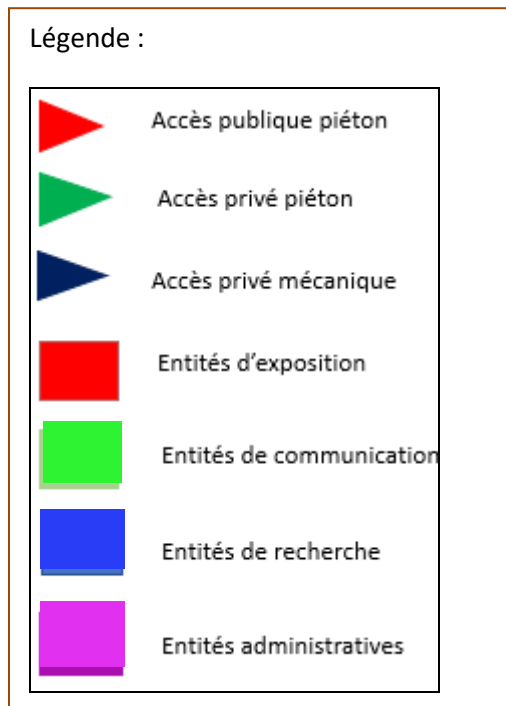 Légende :
Accès publique piéton
Accès privé piéton
Accès privé mécanique
Entités d’exposition
Entités de communication
Entités de recherche
Entités administratives